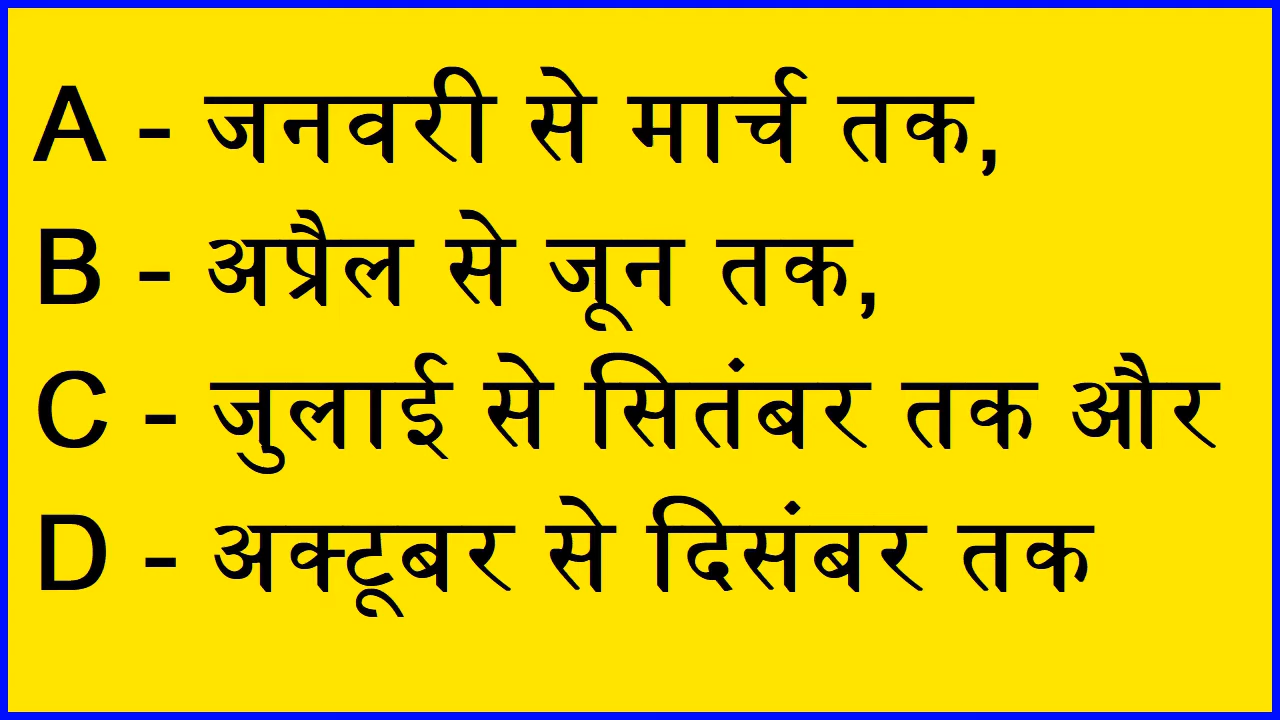 A - जनवरी से मार्च तक,
B - अप्रैल से जून तक,
C - जुलाई से सितंबर तक और
D - अक्टूबर से दिसंबर तक